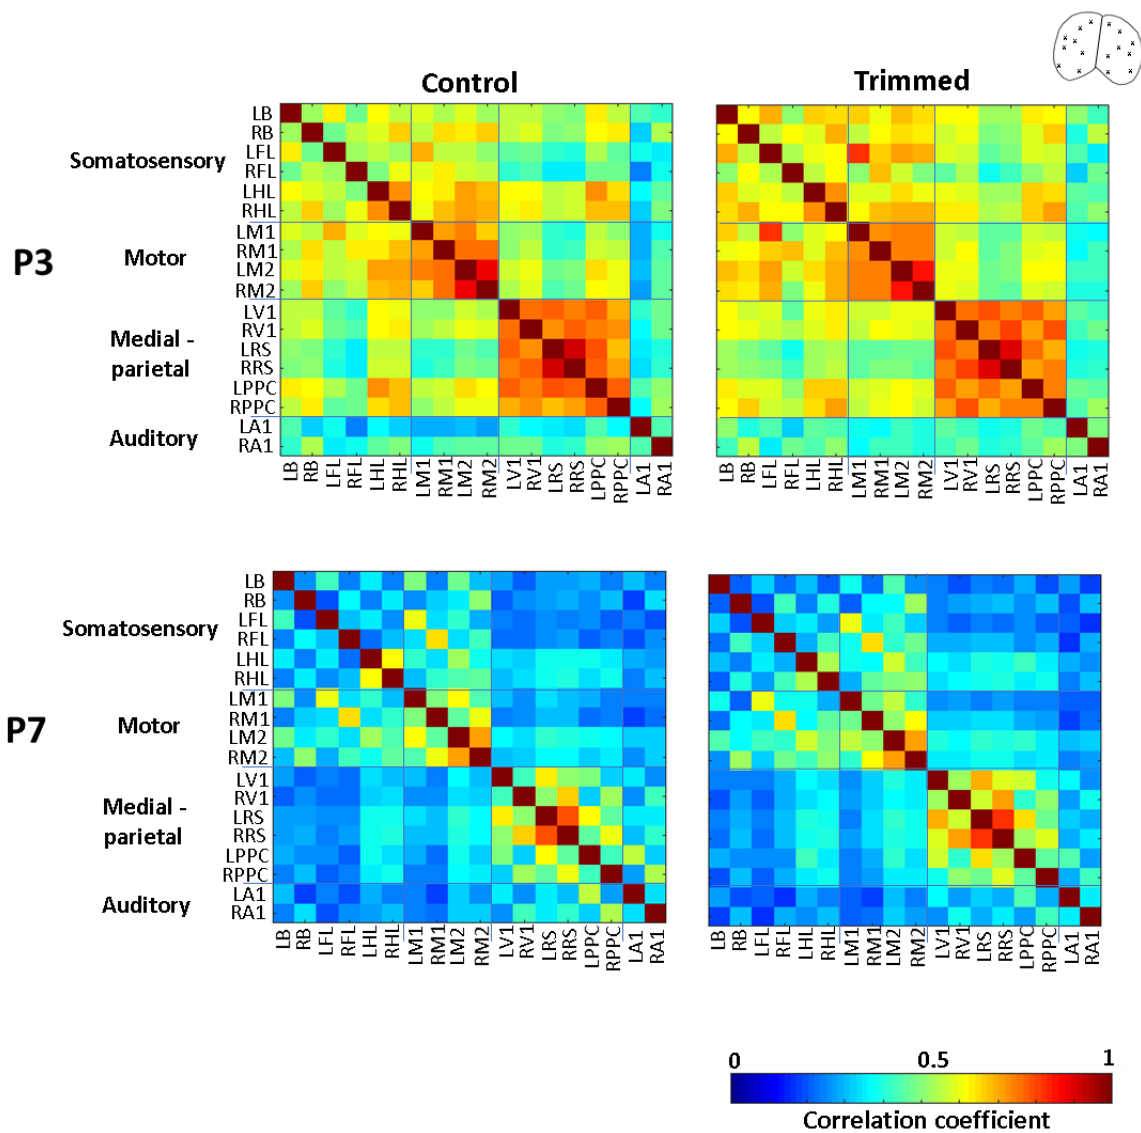 Control
Trimmed
P3
Somatosensory
Motor
Medial -
parietal
Auditory
LB
RB
LFL
RFL
LHL
RHL
LM1
RM1
LM2
RM2
LV1
RV1
LRS
RRS
LPPC
RPPC
LA1
RA1
LB RB LFL RFL LHL RHL LM1 RM1 LM2 RM2 LV1 RV1 LRS RRS LPPC RPPC LA1 RA1
LB RB LFL RFL LHL RHL LM1 RM1 LM2 RM2 LV1 RV1 LRS RRS LPPC RPPC LA1 RA1
P7
Somatosensory
Motor
Medial -
parietal
Auditory
LB
RB
LFL
RFL
LHL
RHL
LM1
RM1
LM2
RM2
LV1
RV1
LRS
RRS
LPPC
RPPC
LA1
RA1
LB RB LFL RFL LHL RHL LM1 RM1 LM2 RM2 LV1 RV1 LRS RRS LPPC RPPC LA1 RA1
LB RB LFL RFL LHL RHL LM1 RM1 LM2 RM2 LV1 RV1 LRS RRS LPPC RPPC LA1 RA1
0 0.5 1
Correlation coefficient